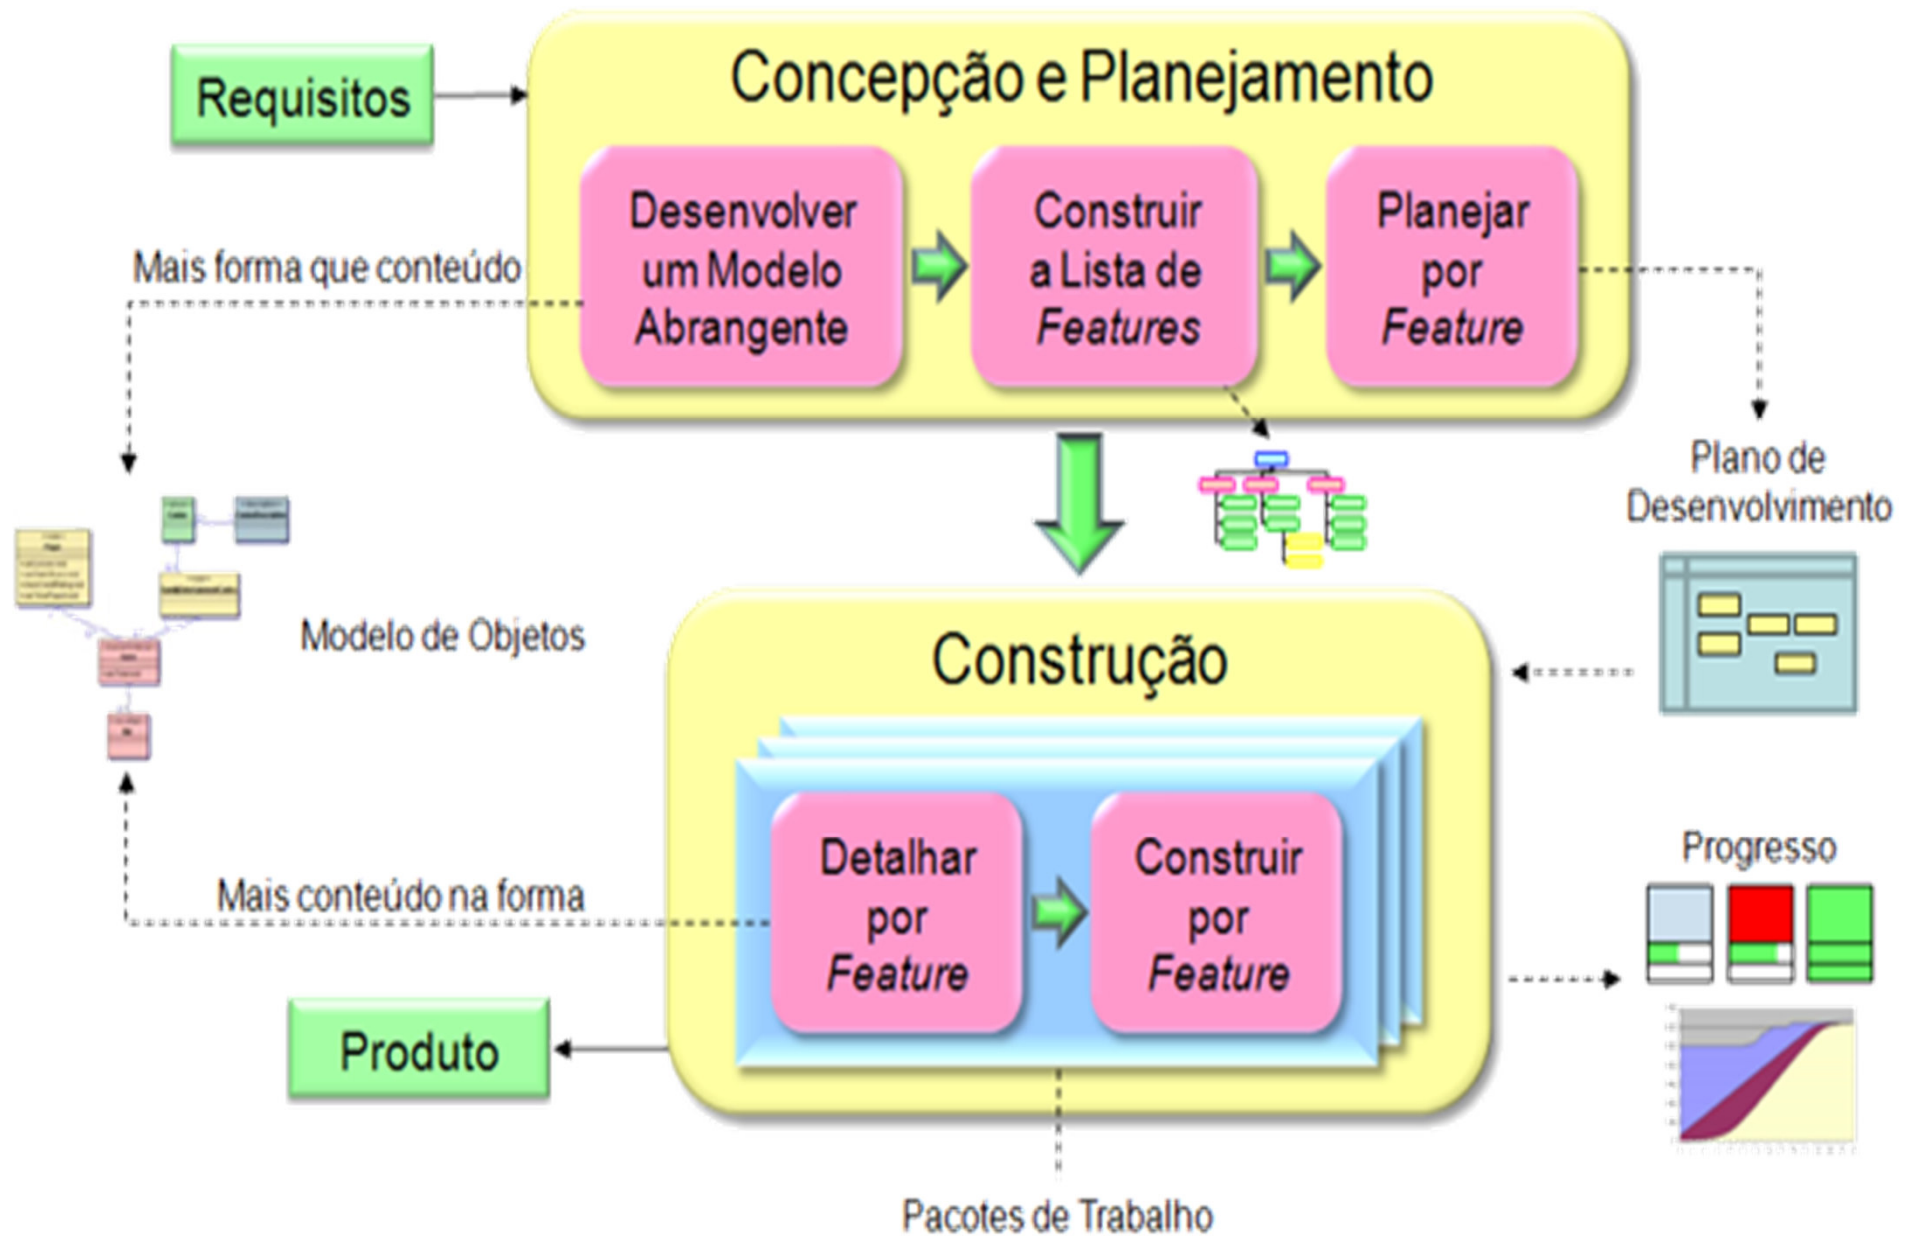 Requisitos
Concepção e Planejamento
Desenvolver
um Modelo
Abrangente
Construir
a Lista de
Features
Planejar
por
Feature
Mais forma que conteúdo
Plano de
Desenvolvimento
Modelo de Objetos
Construção
Detalhar
por
Feature
Construir
por
Feature
Mais conteúdo na forma
Progresso
Produto
Pacotes de Trabalho